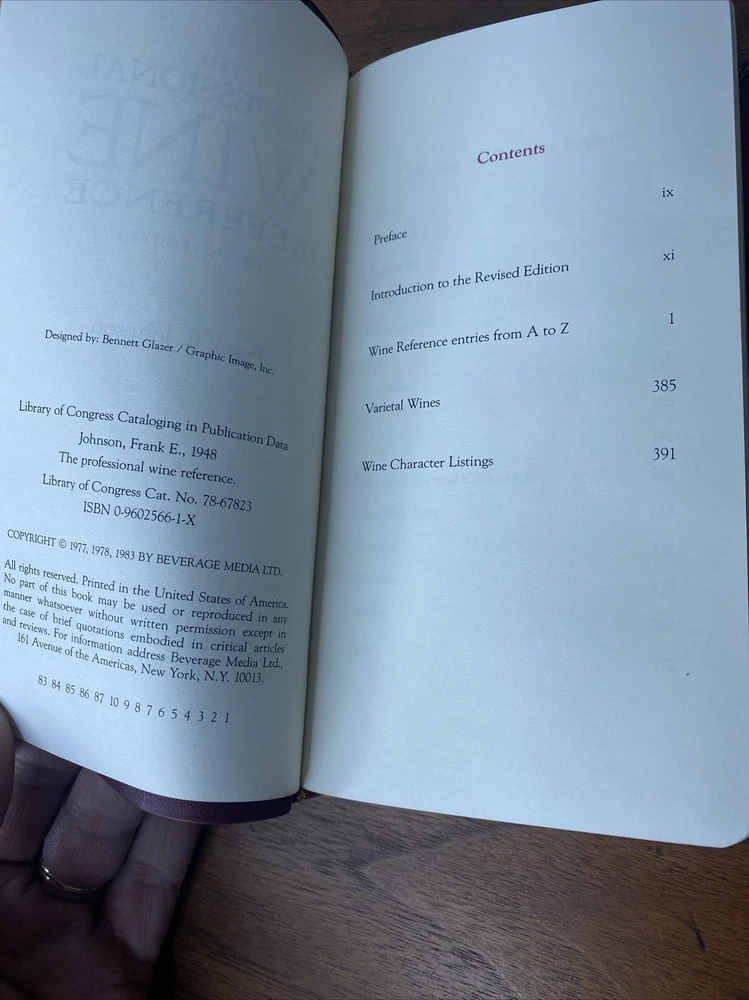 Designed by: Bennett Glazer / Graphic Image, Inc.
Library of Congress Cataloging in Publication Data
Johnson, Frank E., 1948
The professional wine reference.
Library of Congress Cat. No. 78-67823
ISBN 0-9602566-1-X
COPYRIGHT © 1977, 1978, 1983 BY BEVERAGE MEDIA LTD.
All rights reserved. Printed in the United States of America.
No part of this book may be used or reproduced in any
manner whatsoever without written permission except in
the case of brief quotations embodied in critical articles
and reviews. For information address Beverage Media Ltd.,
161 Avenue of the Americas, New York, N.Y. 10013.
83 84 85 86 87 10 9 8 7 6 5 4 3 2 1
Contents
Preface ix
Introduction to the Revised Edition xi
Wine Reference entries from A to Z 1
Varietal Wines 385
Wine Character Listings 391